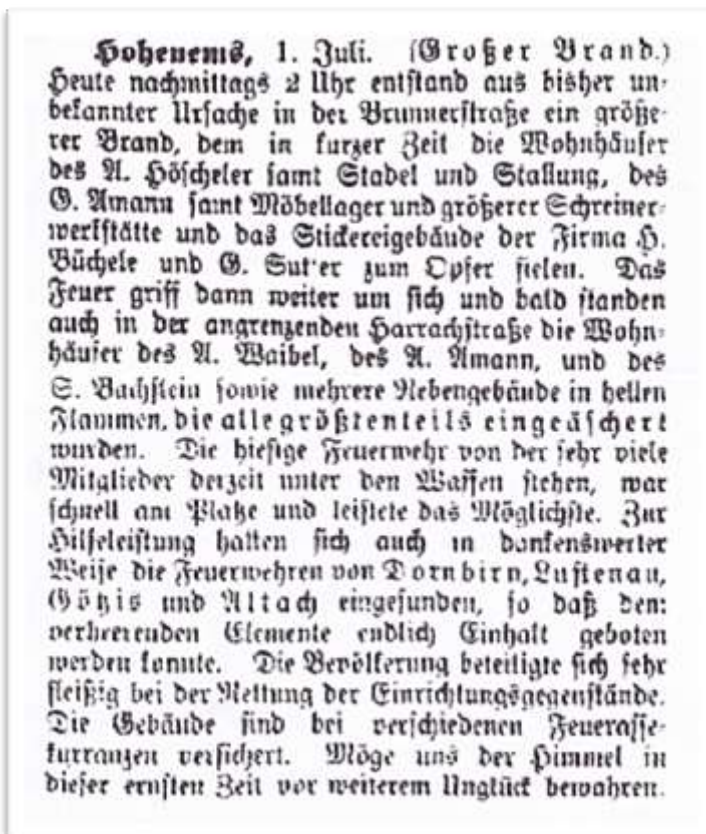 Hohenems, 1. Juli. (Großer Brand.)
Heute nachmittags 2 Uhr entstand aus bisher un-
bekannter Ursache in der Brunnerstraße ein größe-
rer Brand, dem in kurzer Zeit die Wohnhäuser
des A. Höscheler samt Stadel und Stallung, des
G. Amann samt Möbellager und größerer Schreiner-
werkstätte und das Stickereigebäude der Firma H.
Büchele und G. Sutter zum Opfer fielen. Das
Feuer griff dann weiter um sich und bald standen
auch in der angrenzenden Harrachstraße die Wohn-
häuser des A. Waibel, des A. Amann, und des
S. Bachstein sowie mehrere Nebengebäude in hellen
Flammen, die alle größtenteils eingeäschert
wurden. Die hiesige Feuerwehr von der sehr viele
Mitglieder derzeit unter den Waffen stehen, war
schnell am Platze und leistete das Möglichste. Zur
Hilfeleistung hatten sich auch in dankenswerter
Weise die Feuerwehren von Dornbirn, Lustenau,
Götzis und Altach eingefunden, so daß dem
verheerenden Elemente endlich Einhalt geboten
werden konnte. Die Bevölkerung beteiligte sich sehr
fleißig bei der Rettung der Einrichtungsgegenstände.
Die Gebäude sind bei verschiedenen Feuerasse-
kurranzen versichert. Möge uns der Himmel in
dieser ernsten Zeit vor weiterem Unglück bewahren.